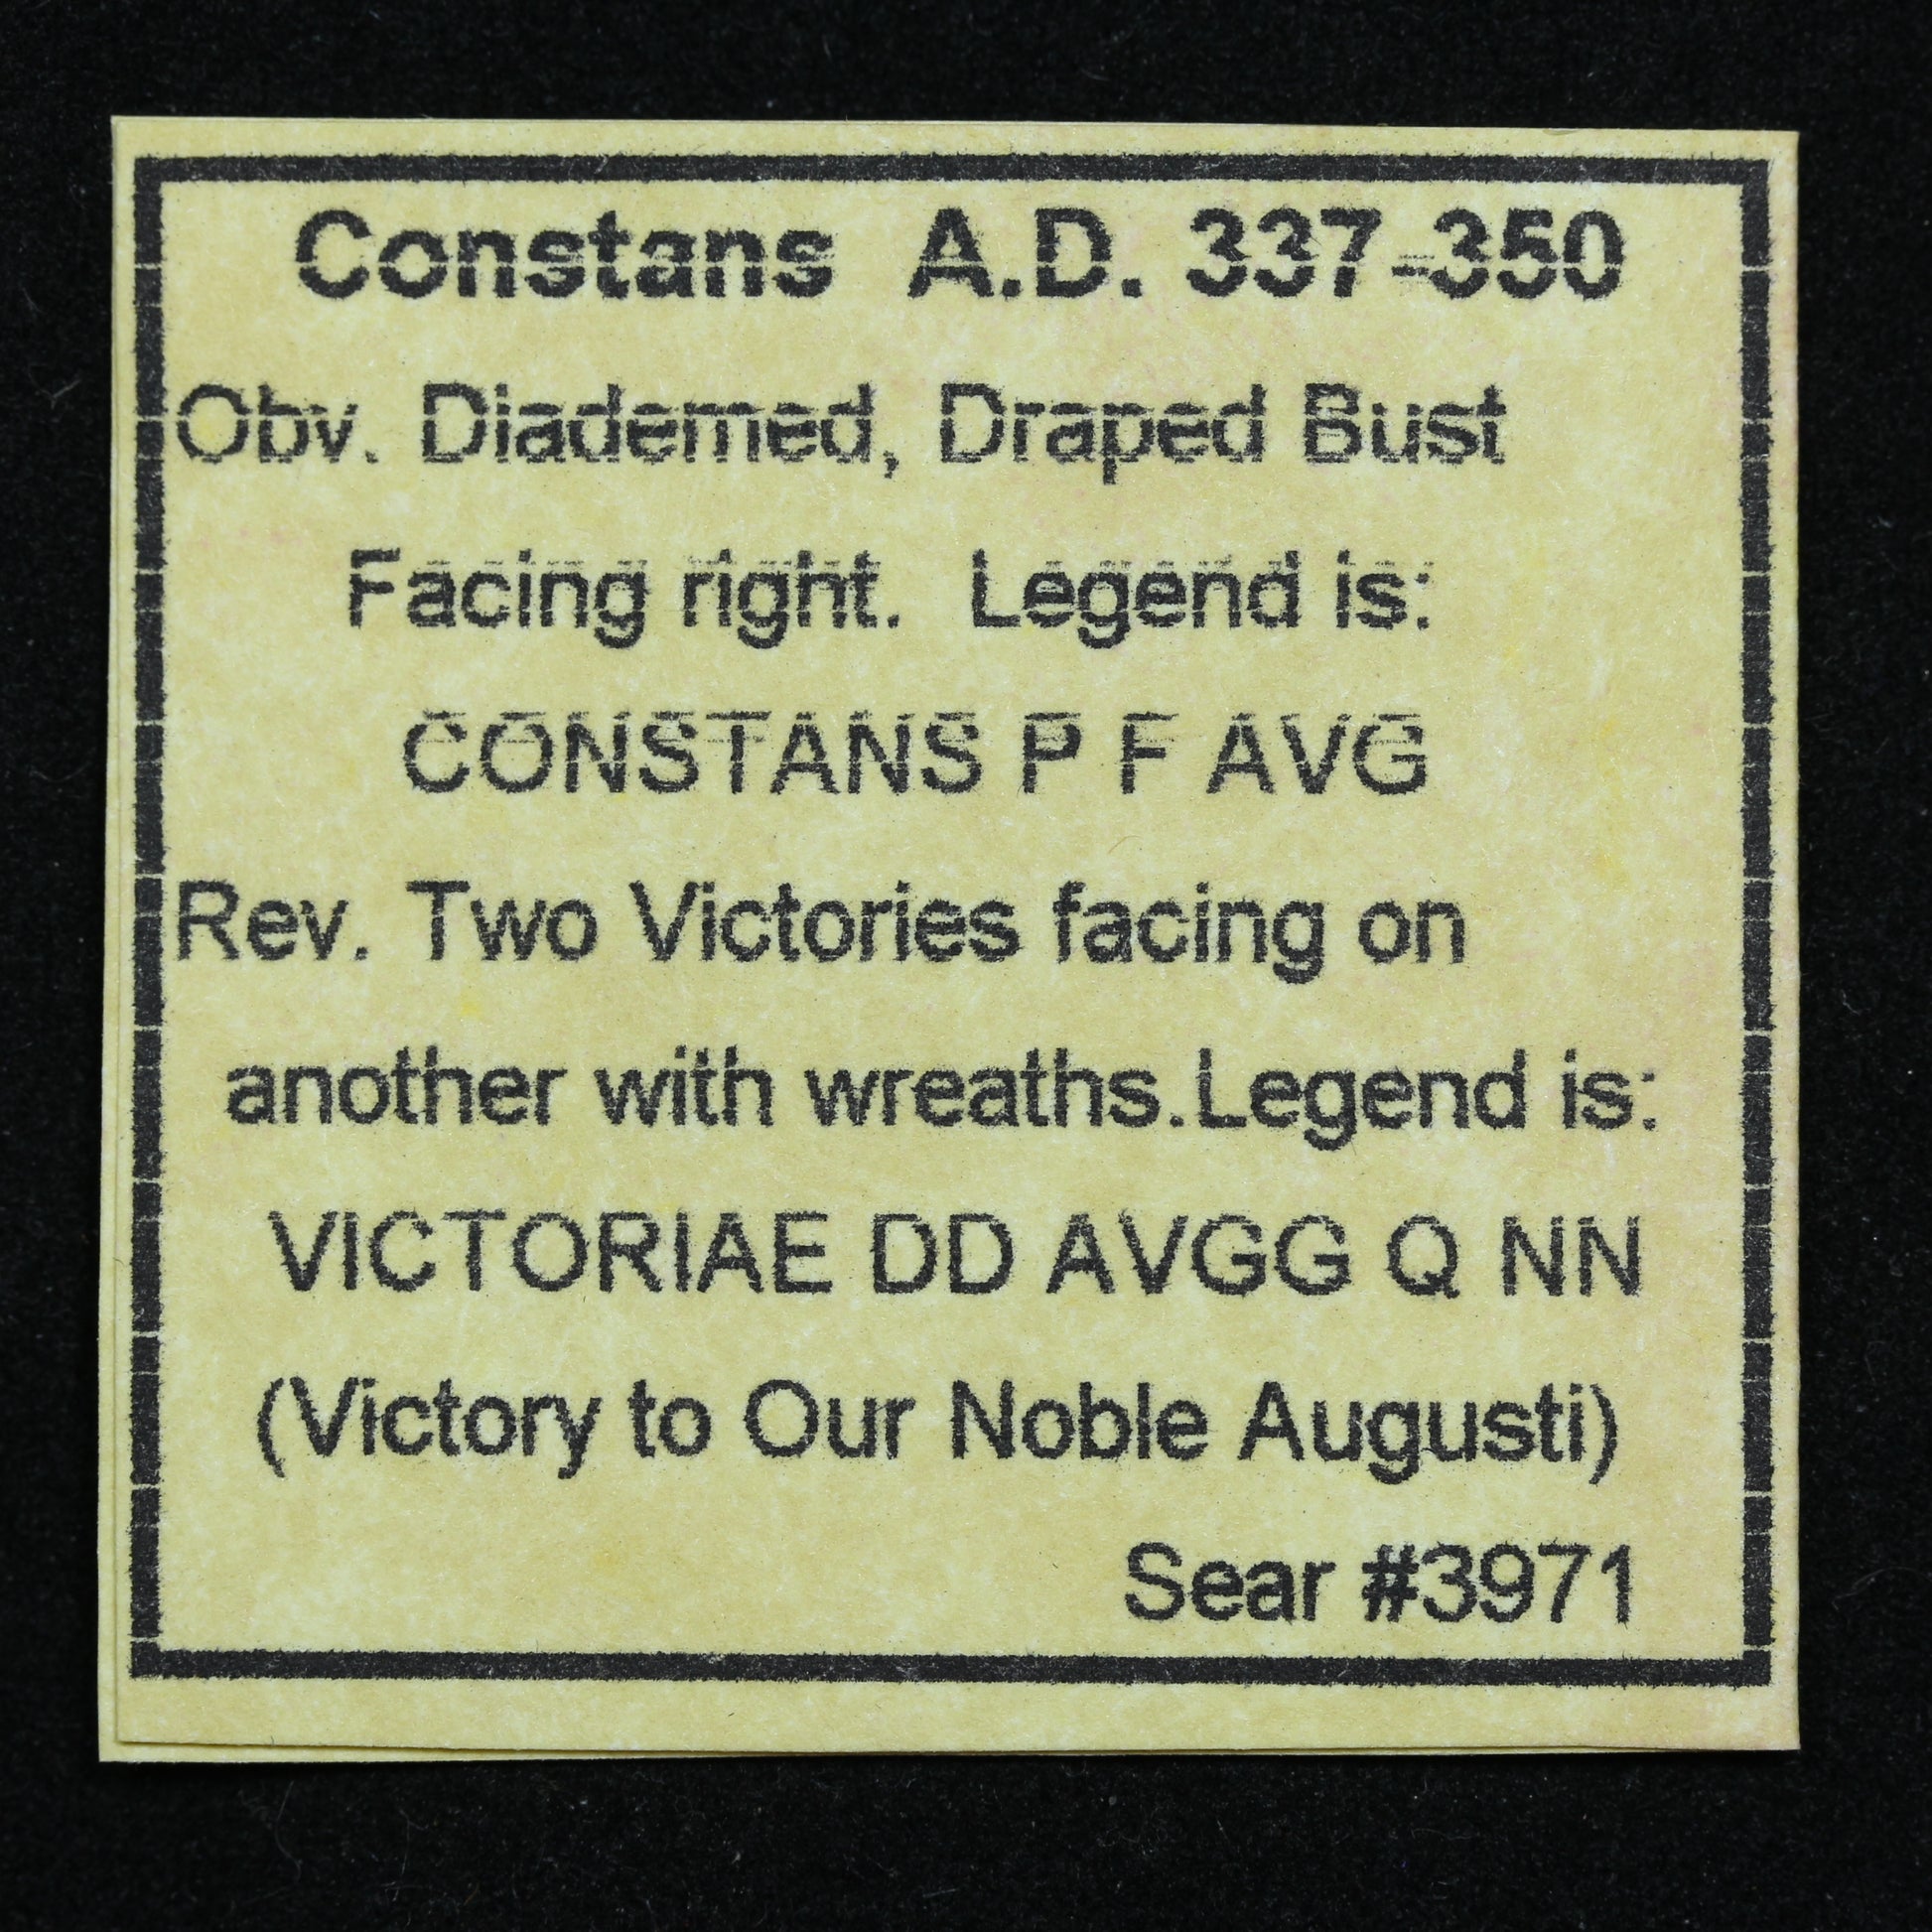 Constans A.D. 337-350
Obv. Diademed, Draped Bust
Facing right. Legend is:
CONSTANS P F AVG
Rev. Two Victories facing on
another with wreaths.Legend is:
VICTORIAE DD AVGG Q NN
(Victory to Our Noble Augusti)
Sear #3971